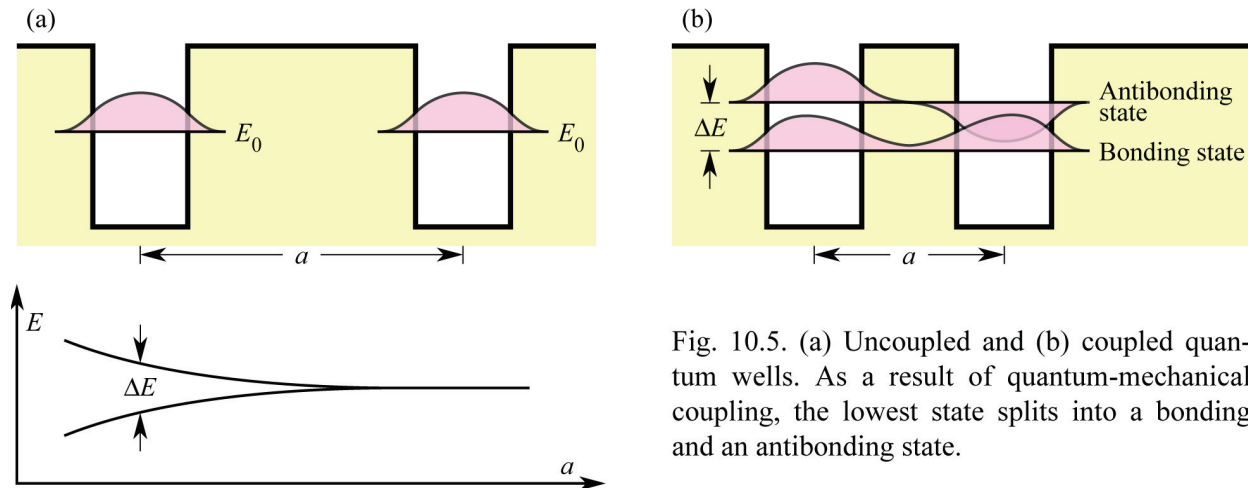 (a)
E₀
E₀
a
(b)
ΔE
Antibonding
state
Bonding state
a
E
ΔE
a
Fig. 10.5. (a) Uncoupled and (b) coupled quan-
tum wells. As a result of quantum-mechanical
coupling, the lowest state splits into a bonding
and an antibonding state.